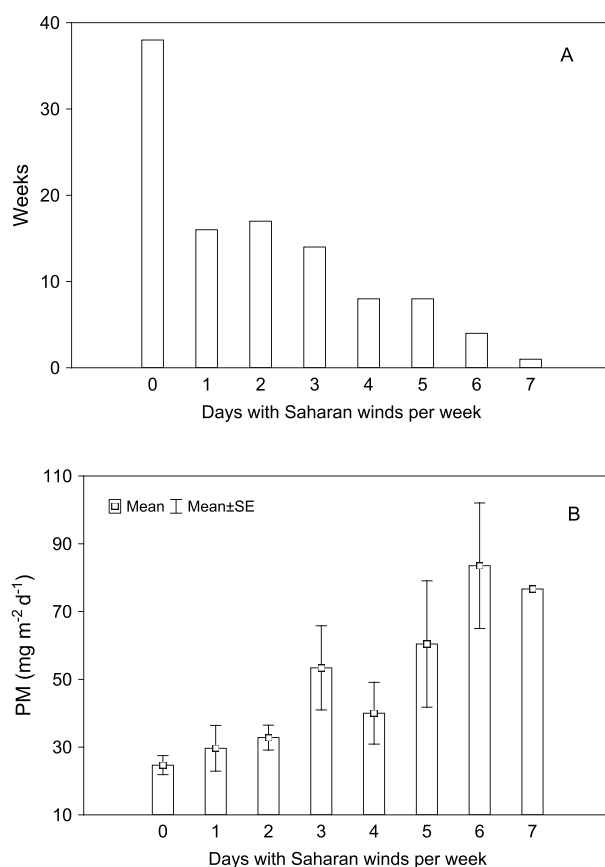 40
A
30
Weeks
20
10
0
0 1 2 3 4 5 6 7
Days with Saharan winds per week
110
Mean Mean±SE
B
90
PM (mg m⁻² d⁻¹)
70
50
30
10
0 1 2 3 4 5 6 7
Days with Saharan winds per week